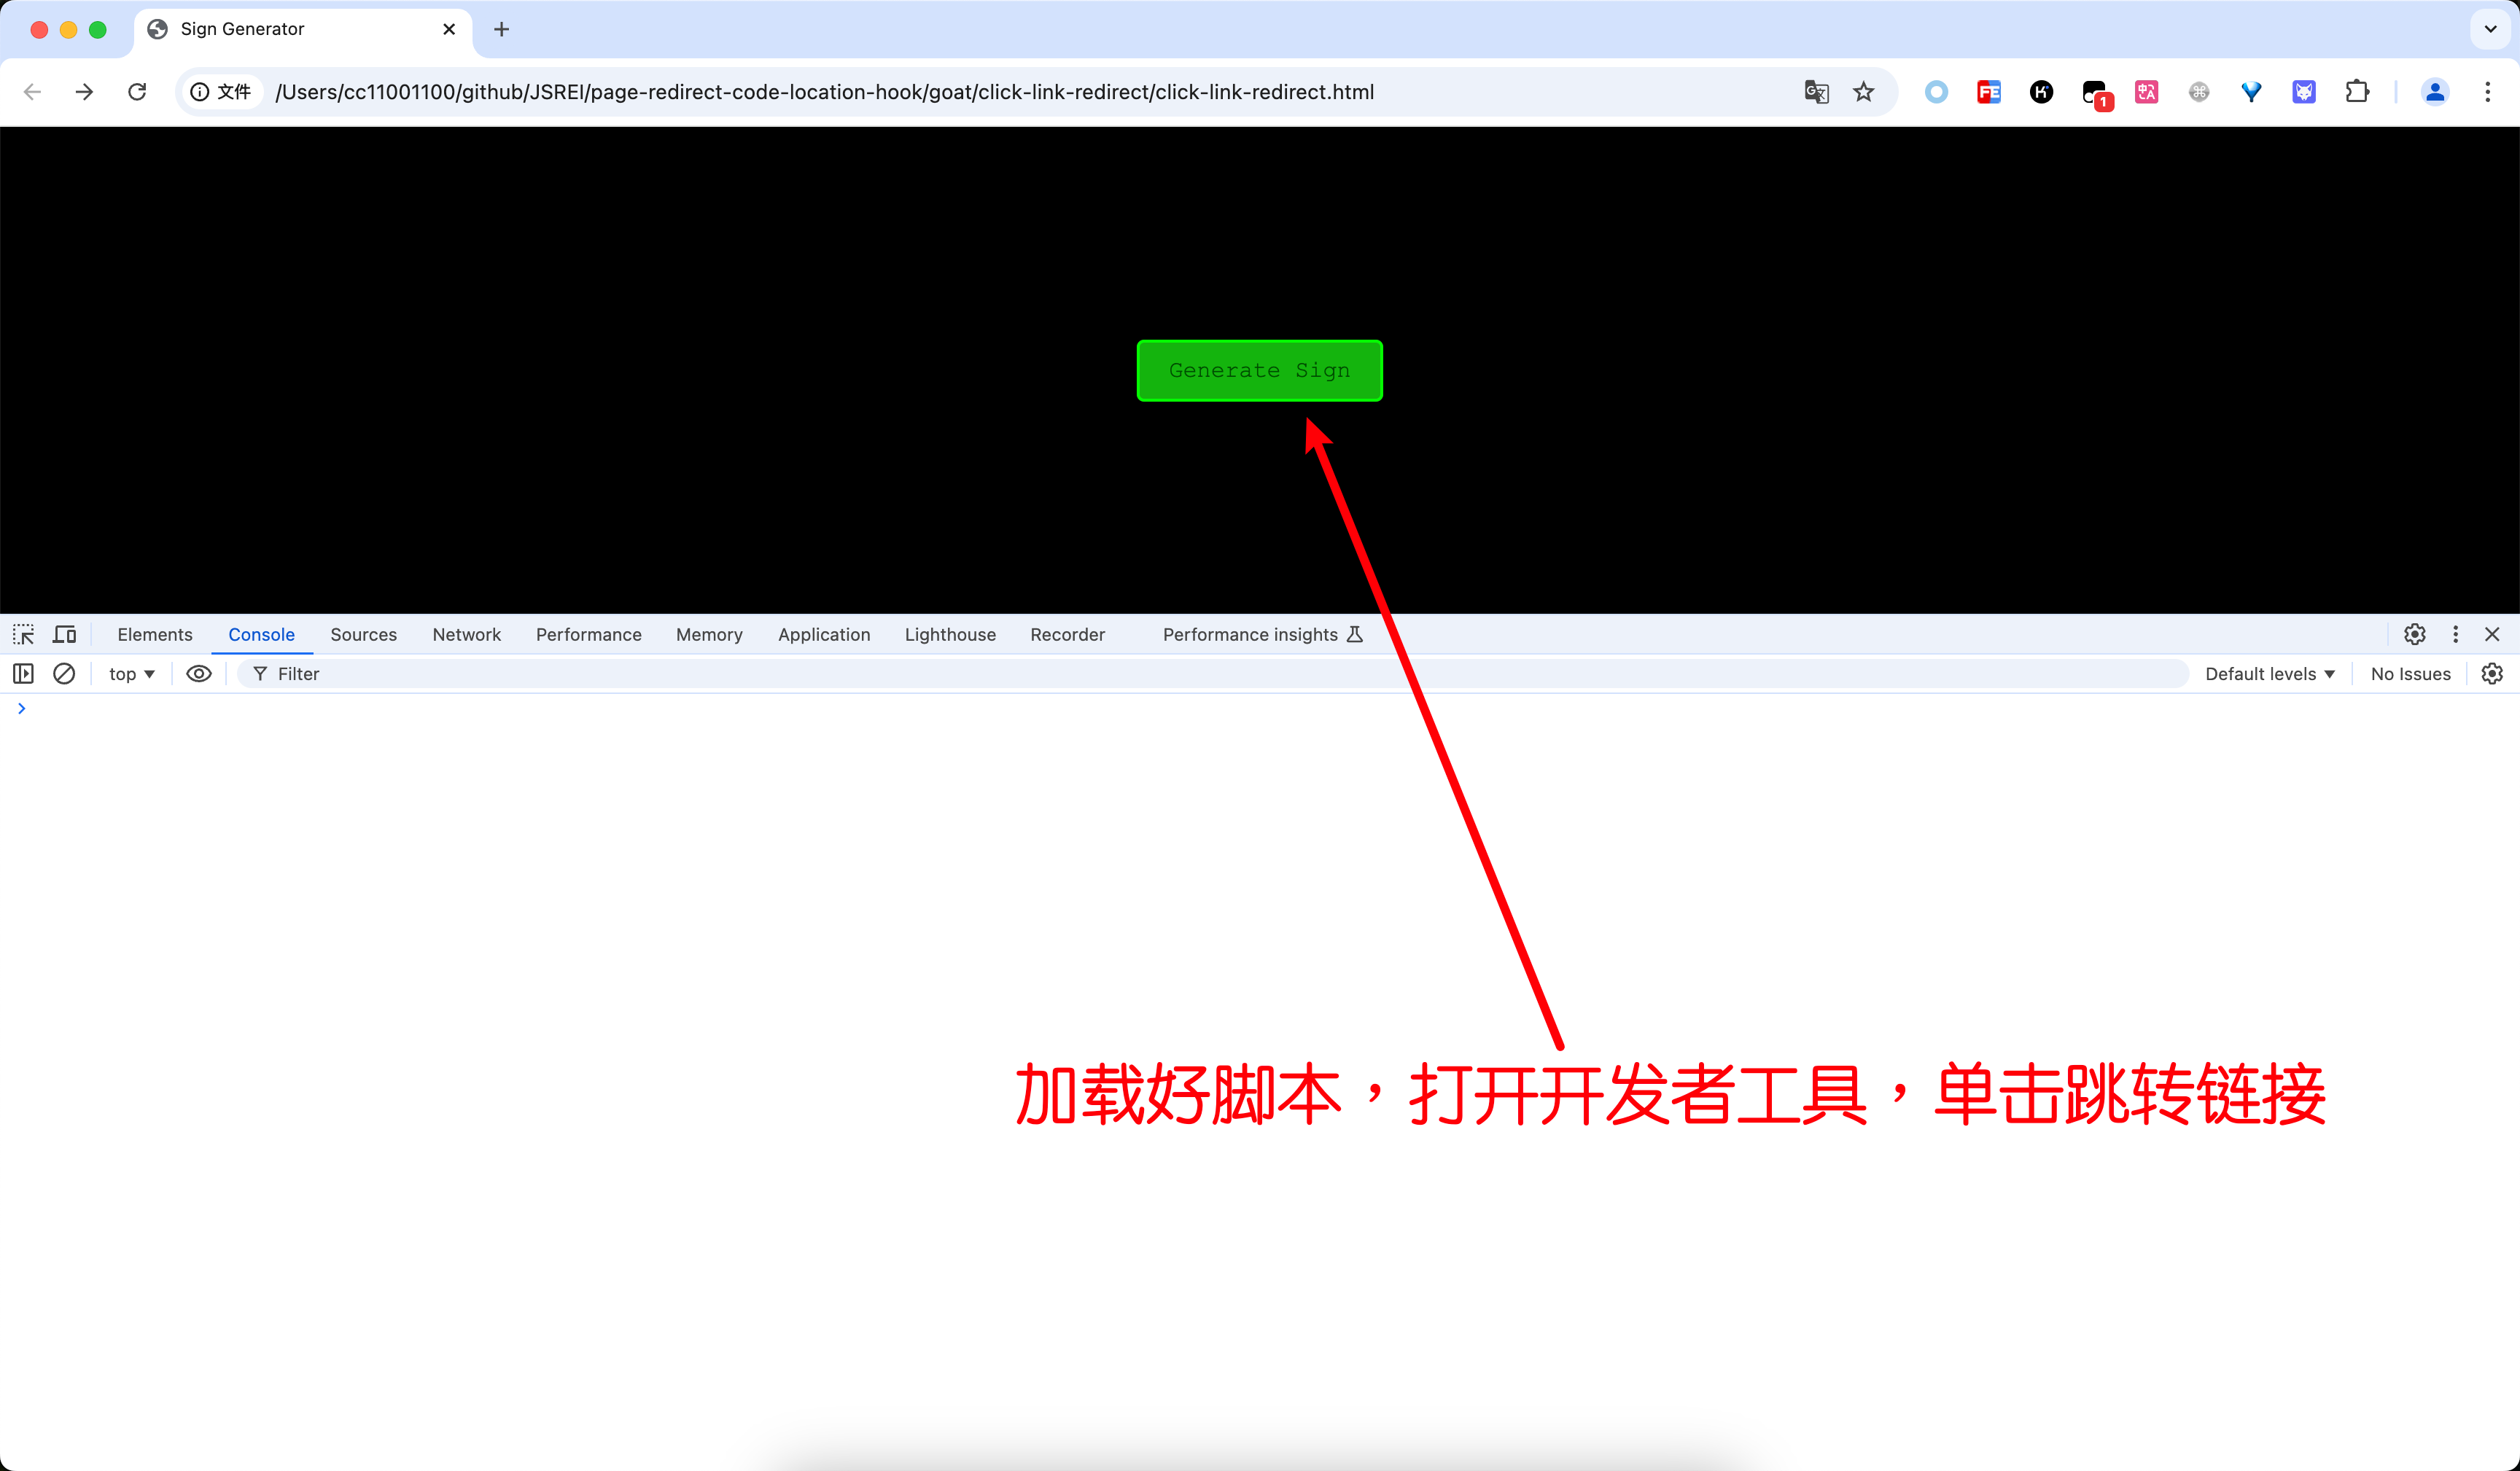 Sign Generator
文件 /Users/cc11001100/github/JSREI/page-redirect-code-location-hook/goat/click-link-redirect/click-link-redirect.html
FE
1
中A
Generate Sign
Elements Console Sources Network Performance Memory Application Lighthouse Recorder Performance insights
top Filter Default levels No Issues
加载好脚本，打开开发者工具，单击跳转链接